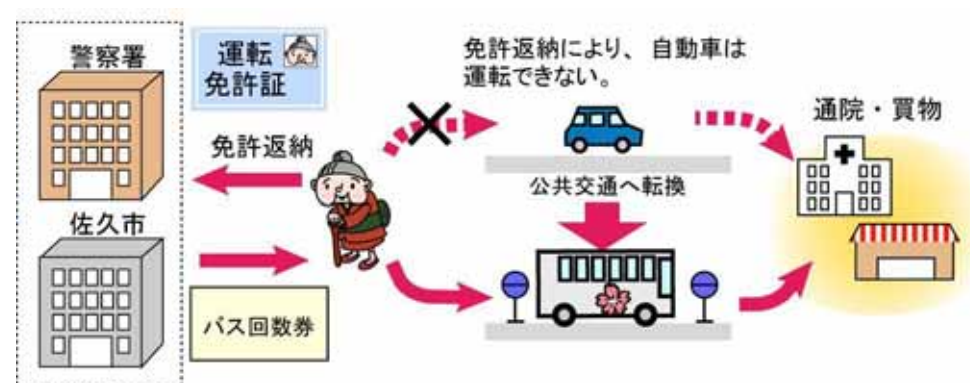 警察署
運転
免許証
免許返納により、自動車は
運転できない。
通院・買物
免許返納
公共交通へ転換
佐久市
バス回数券